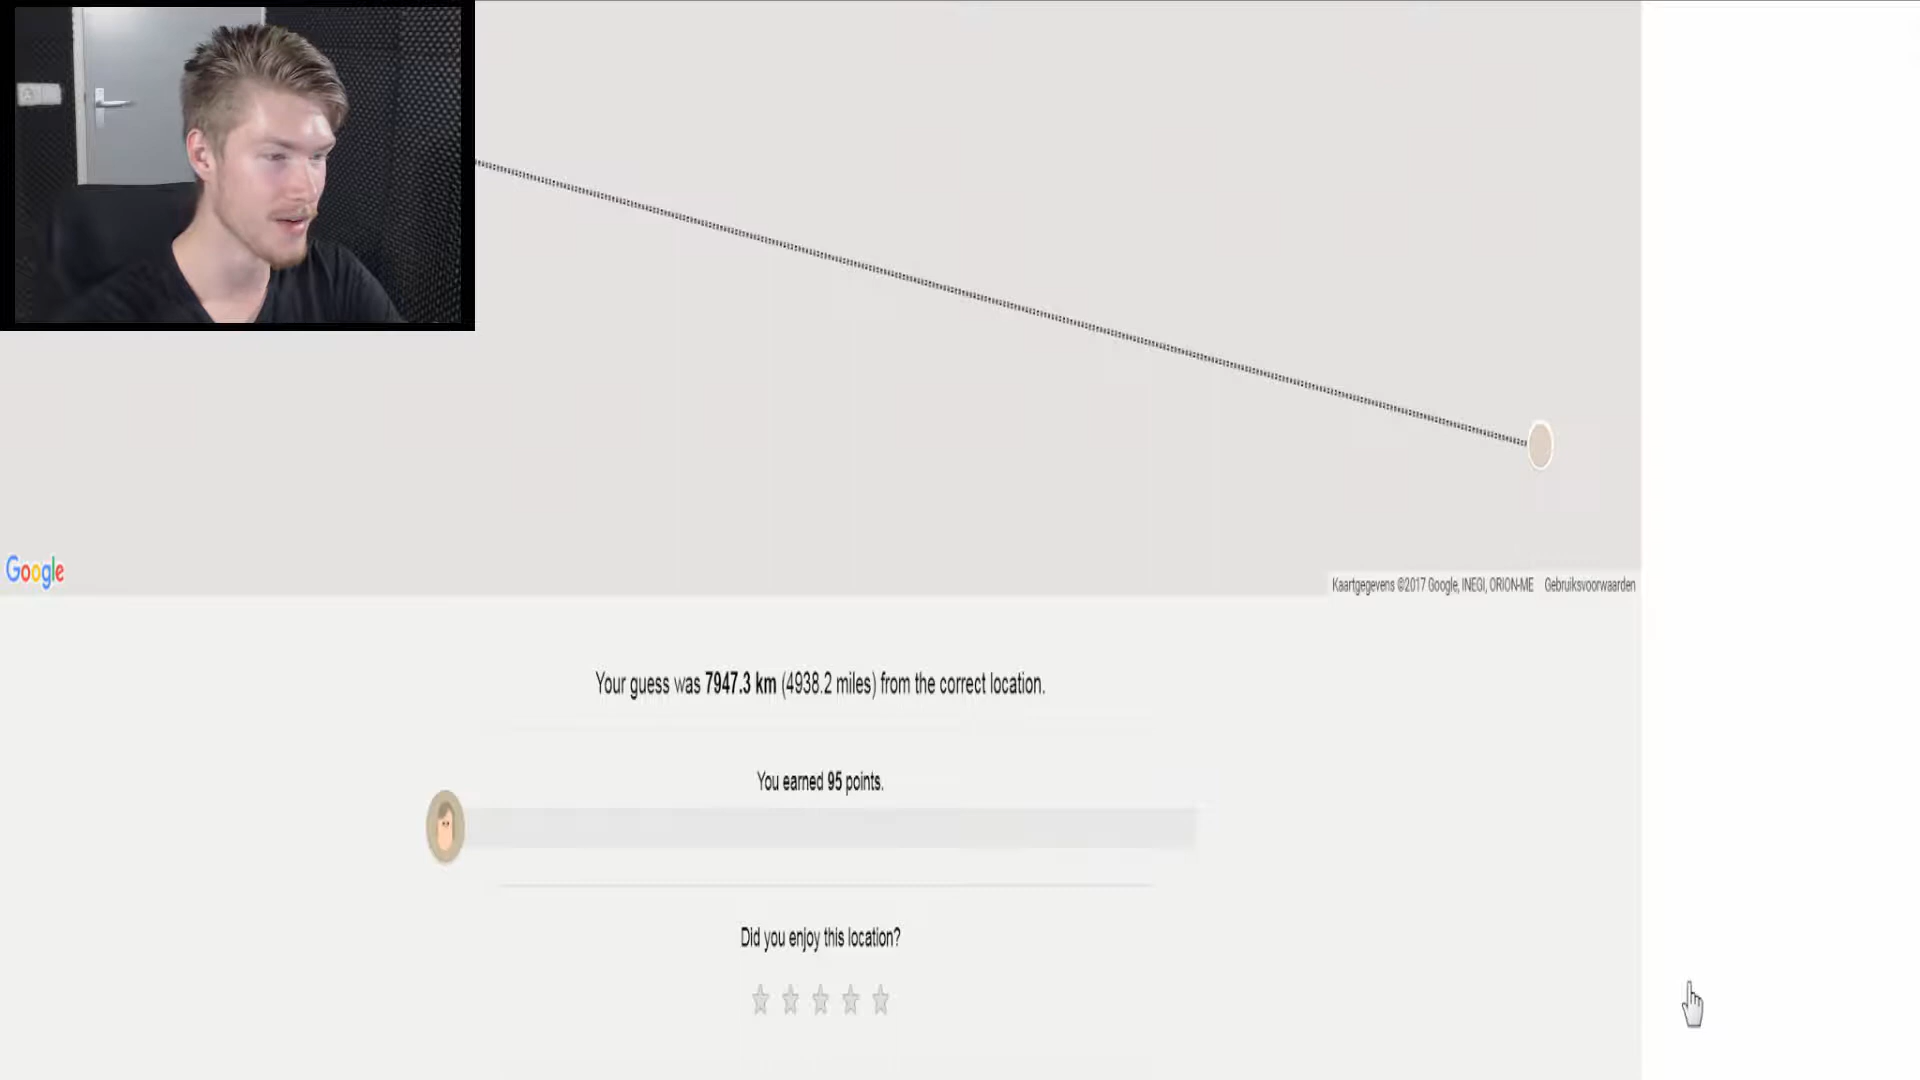 Google
Kaartgegevens ©2017 Google, INEGI, ORION-ME Gebruiksvoorwaarden
Your guess was 7947.3 km (4938.2 miles) from the correct location.
You earned 95 points.
Did you enjoy this location?